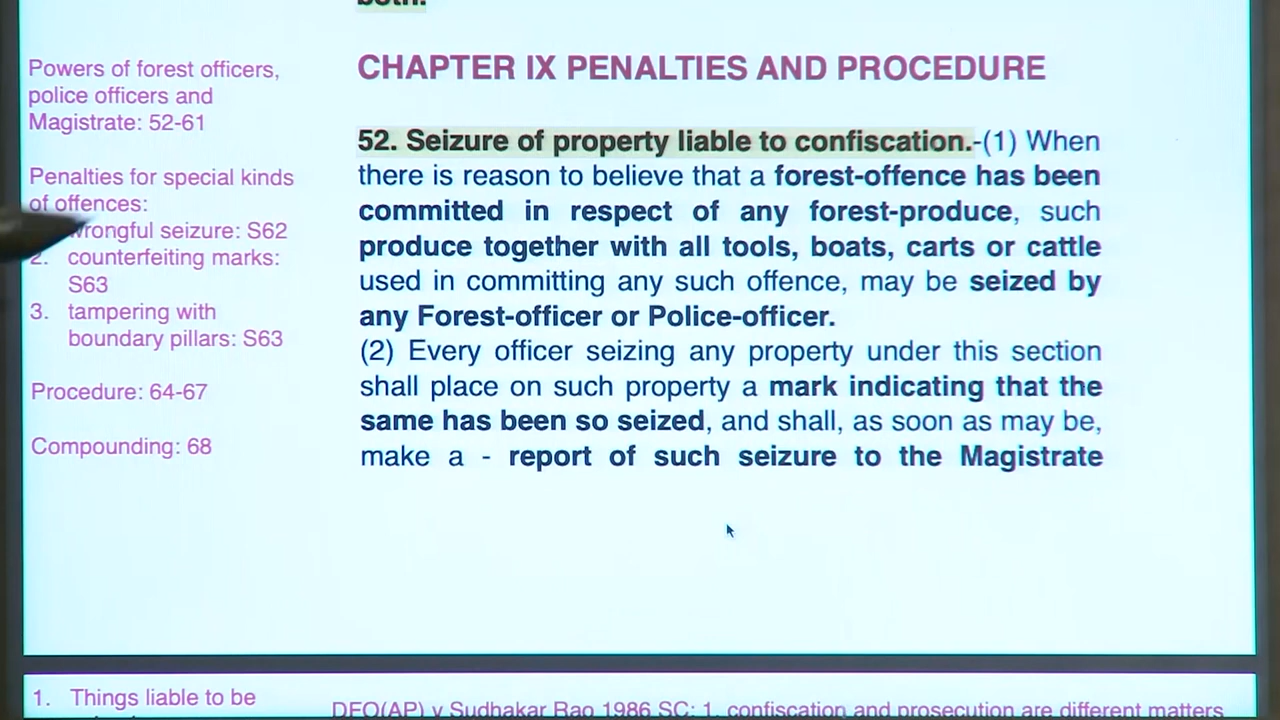 both.
Powers of forest officers,
police officers and
Magistrate: 52-61
Penalties for special kinds
of offences:
wrongful seizure: S62
2. counterfeiting marks:
S63
3. tampering with
boundary pillars: S63
Procedure: 64-67
Compounding: 68
CHAPTER IX PENALTIES AND PROCEDURE
52. Seizure of property liable to confiscation.-(1) When
there is reason to believe that a forest-offence has been
committed in respect of any forest-produce, such
produce together with all tools, boats, carts or cattle
used in committing any such offence, may be seized by
any Forest-officer or Police-officer.
(2) Every officer seizing any property under this section
shall place on such property a mark indicating that the
same has been so seized, and shall, as soon as may be,
make a - report of such seizure to the Magistrate
1. Things liable to be
DFO(AP) v Sudhakar Rao 1986 SC: 1. confiscation and prosecution are different matters